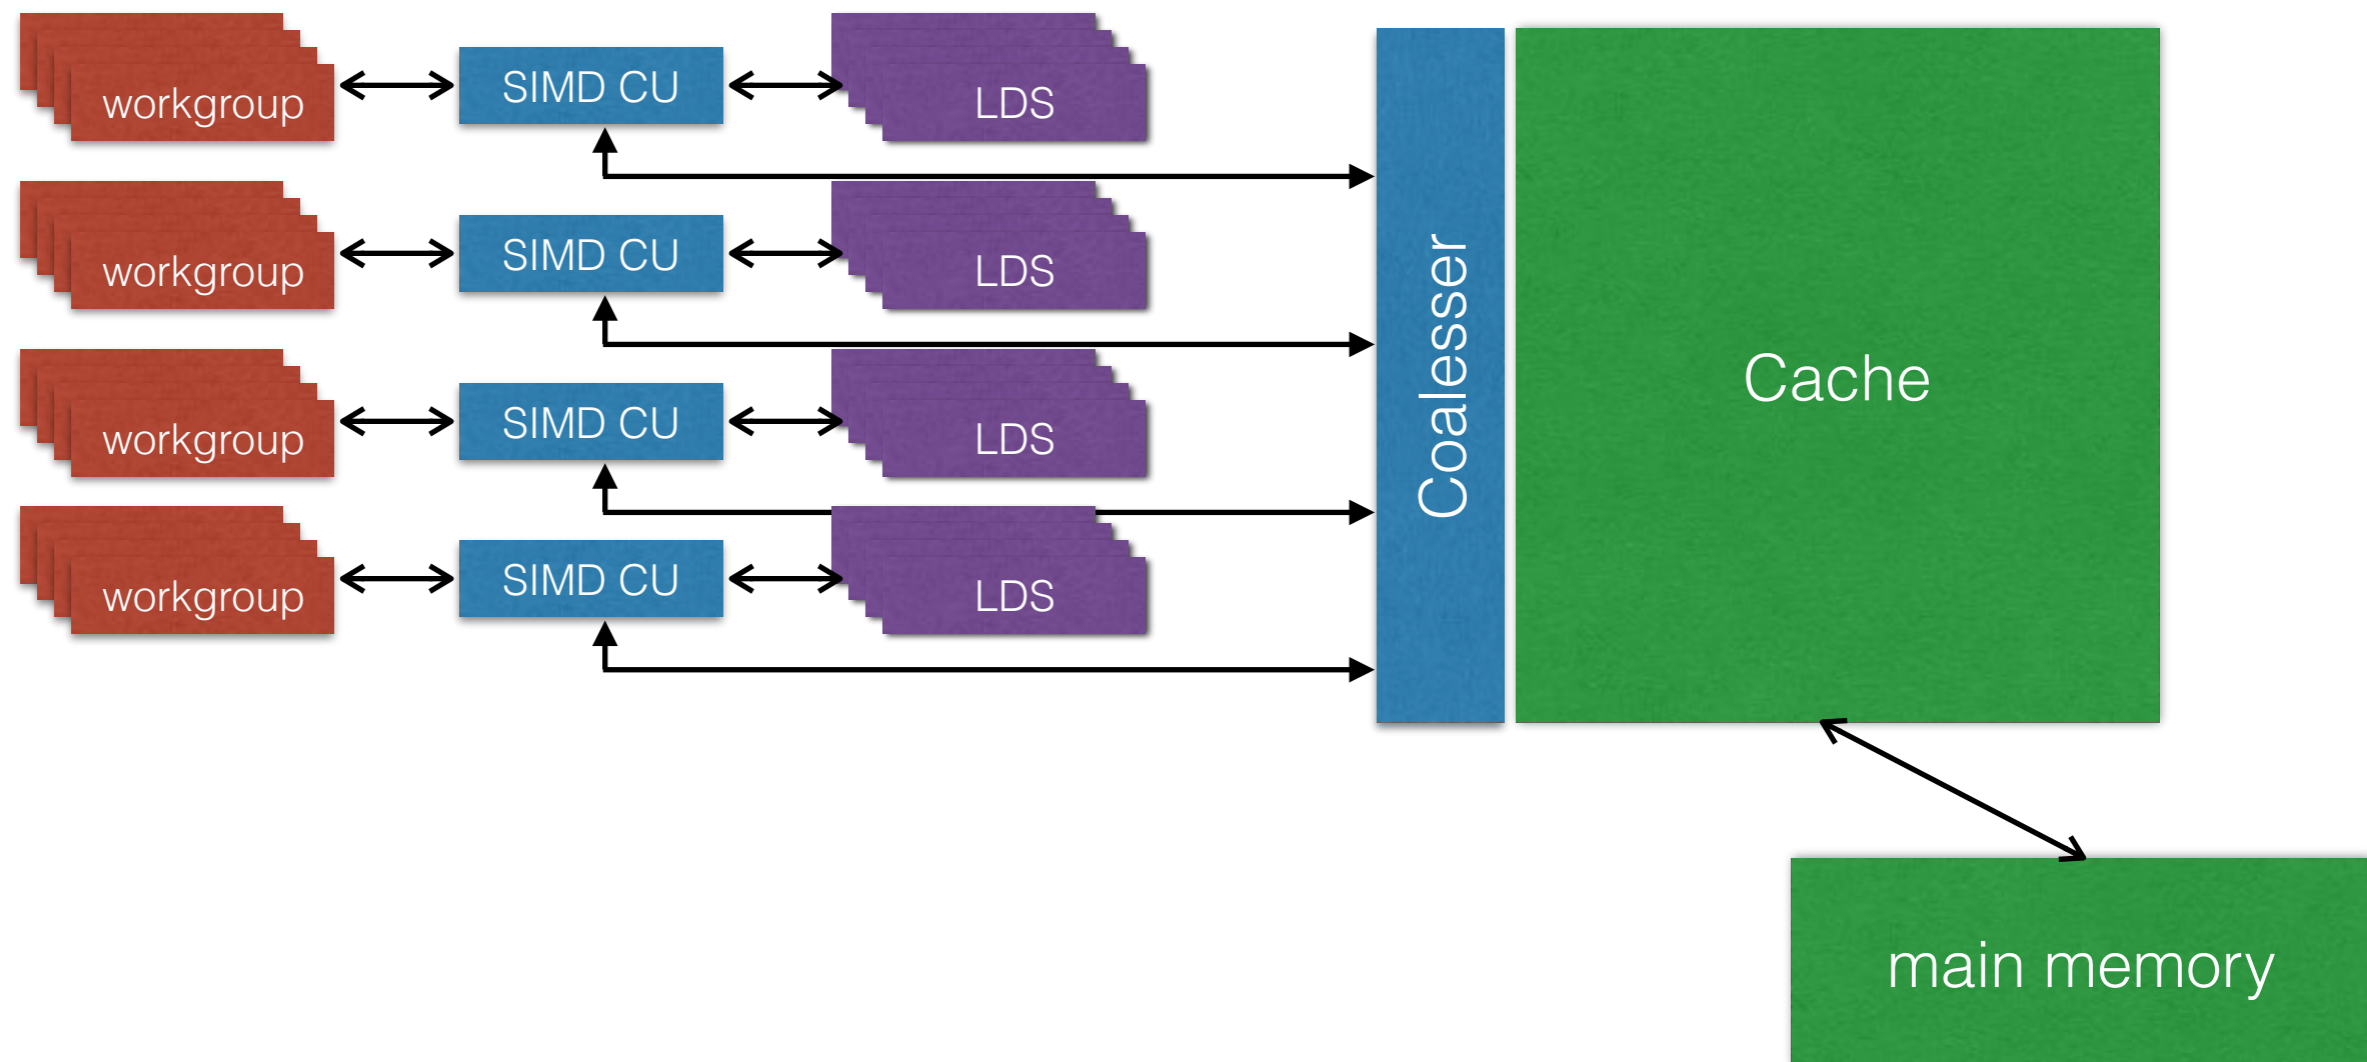 workgroup
SIMD CU
LDS
workgroup
SIMD CU
LDS
workgroup
SIMD CU
LDS
workgroup
SIMD CU
LDS
Coalesser
Cache
main memory